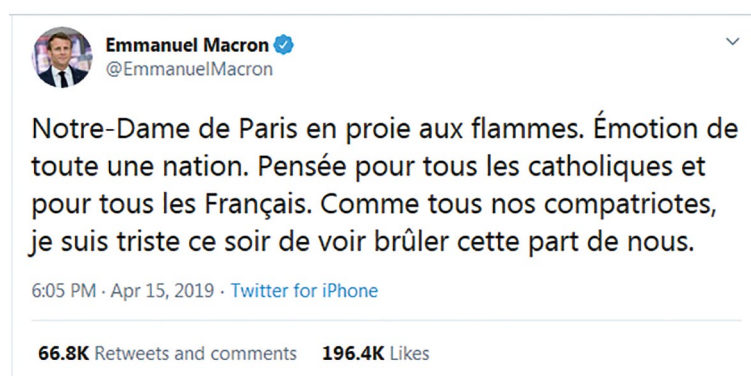 Emmanuel Macron
@EmmanuelMacron
Notre-Dame de Paris en proie aux flammes. Émotion de
toute une nation. Pensée pour tous les catholiques et
pour tous les Français. Comme tous nos compatriotes,
je suis triste ce soir de voir brûler cette part de nous.
6:05 PM · Apr 15, 2019 · Twitter for iPhone
66.8K Retweets and comments 196.4K Likes